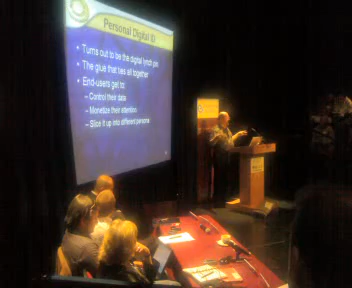 Personal Digital ID
• Turns out to be the digital lynch pin
• The glue that ties all together
• End-users get to:
– Control their data
– Monetize their attention
– Slice it up into different persona